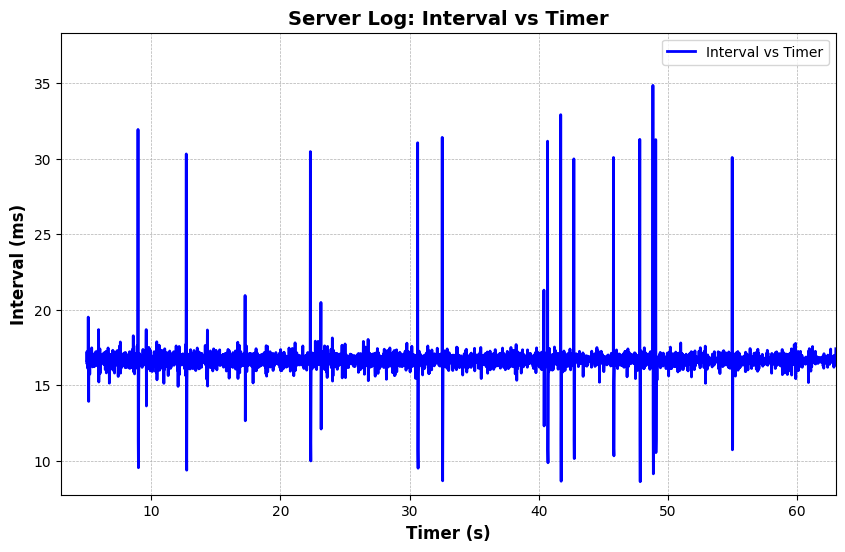 Server Log: Interval vs Timer
Interval vs Timer
35
30
25
20
15
10
Interval (ms)
10 20 30 40 50 60
Timer (s)